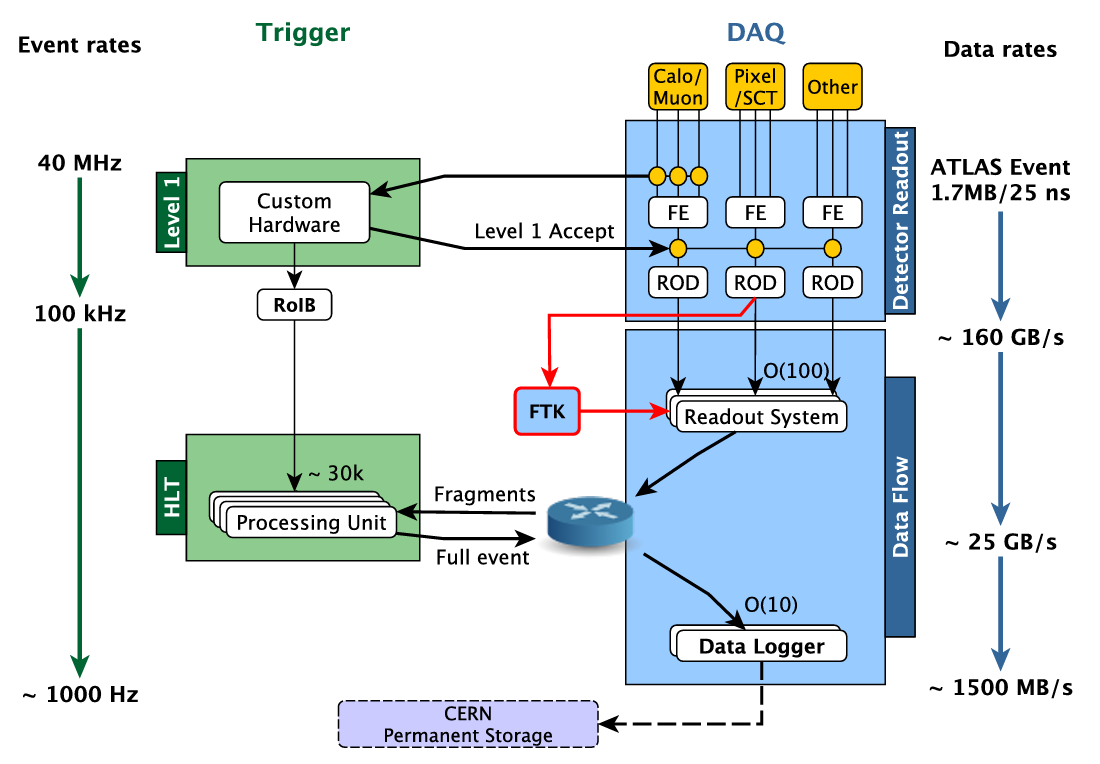 Event rates
Trigger
DAQ
Data rates
Calo/
Muon
Pixel
/SCT
Other
40 MHz
Level 1
Custom
Hardware
FE
FE
FE
Detector Readout
ATLAS Event
1.7MB/25 ns
Level 1 Accept
ROD
ROD
ROD
RoIB
100 kHz
~ 160 GB/s
O(100)
FTK
Readout System
HLT
~ 30k
Processing Unit
Fragments
Full event
Data Flow
~ 25 GB/s
O(10)
Data Logger
~ 1000 Hz
~ 1500 MB/s
CERN
Permanent Storage